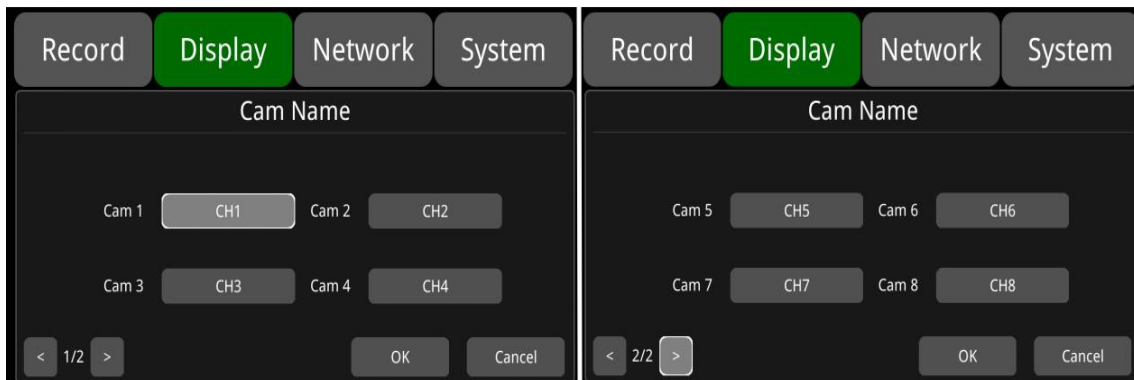 Record Display Network System
Cam Name
Cam 1 CH1 Cam 2 CH2
Cam 3 CH3 Cam 4 CH4
< 1/2 > OK Cancel
Record Display Network System
Cam Name
Cam 5 CH5 Cam 6 CH6
Cam 7 CH7 Cam 8 CH8
< 2/2 > OK Cancel